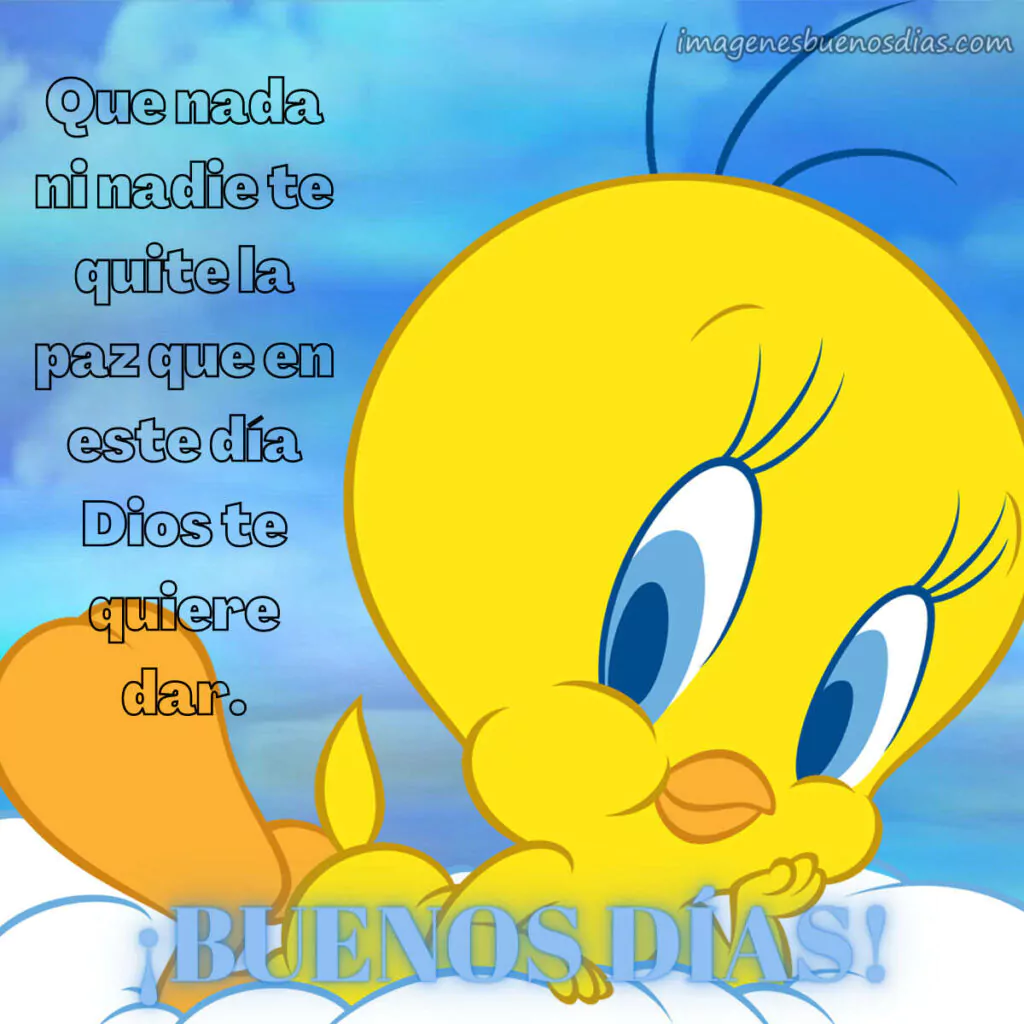 imagenesbuenosdias.com
Que nada
ni nadie te
quite la
paz que en
este día
Dios te
quiere
dar.
¡BUENOS DÍAS!